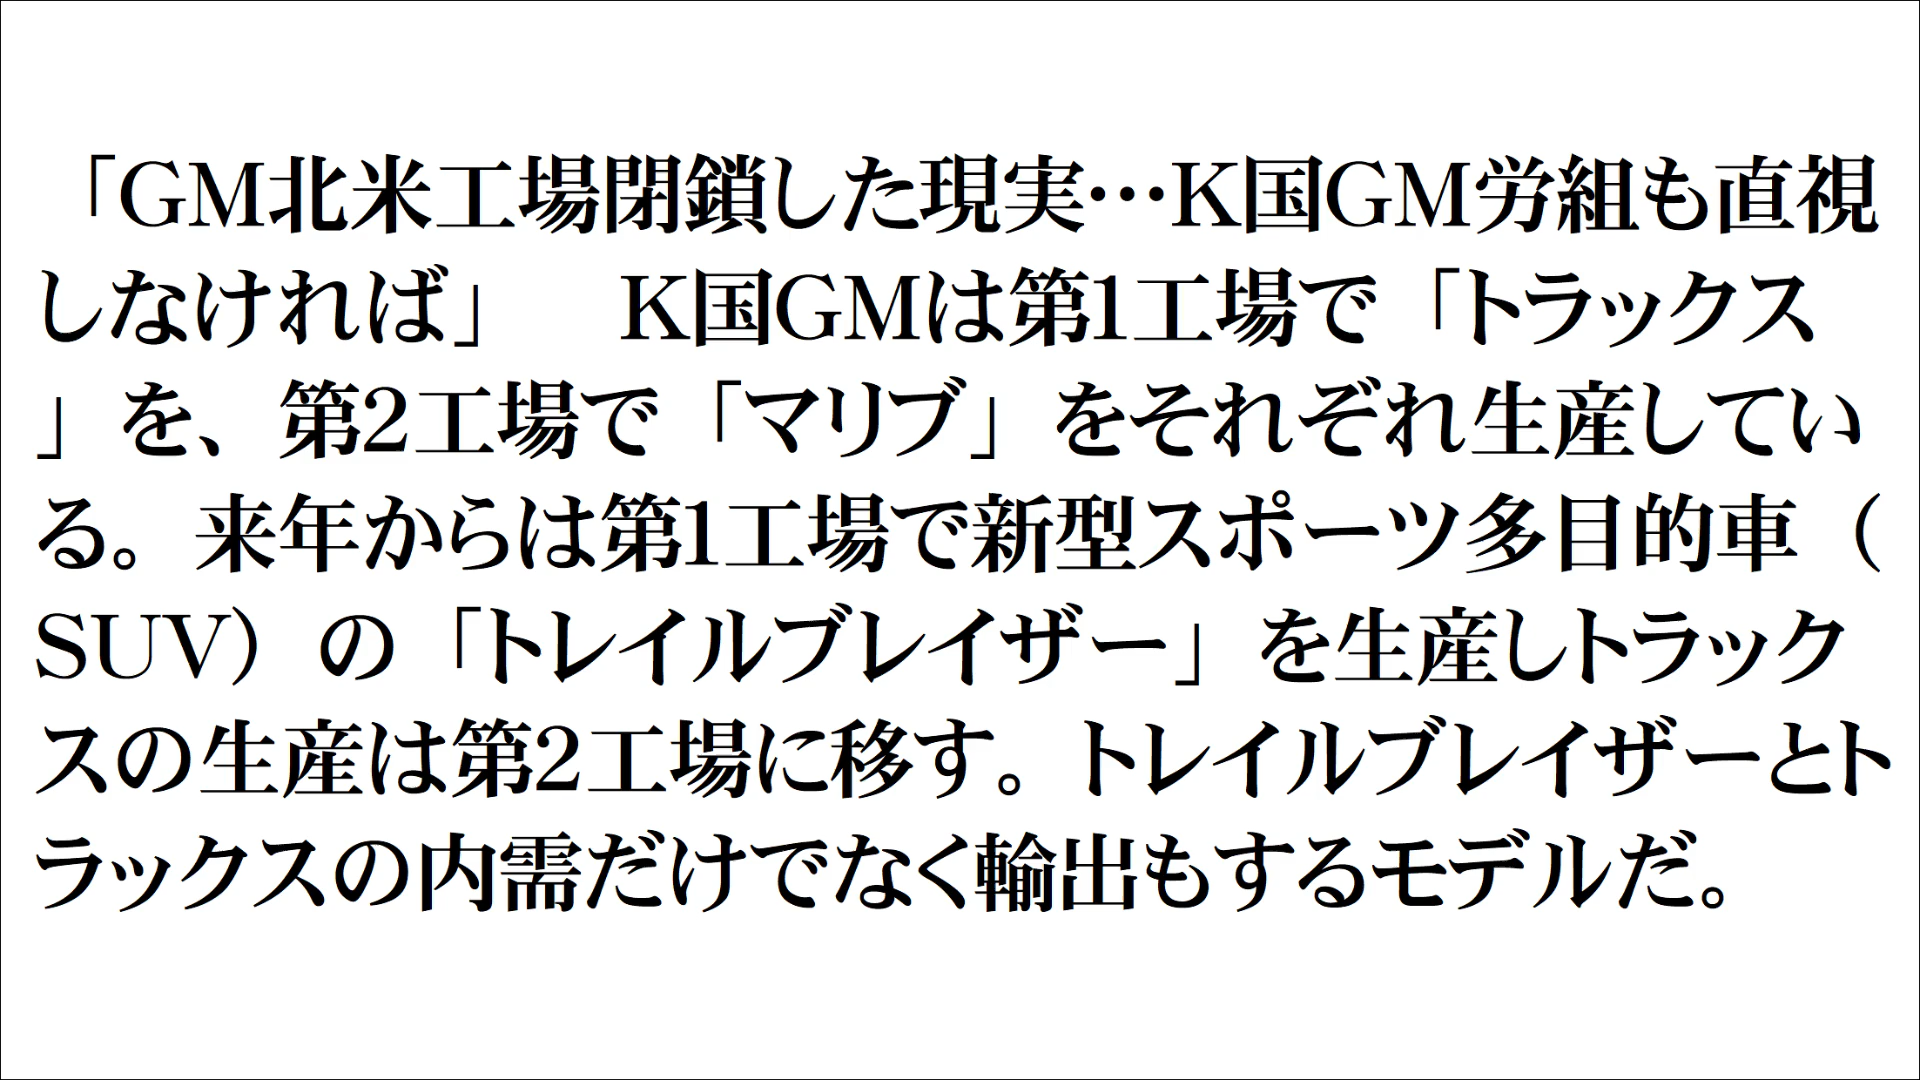 「GM北米工場閉鎖した現実…K国GM労組も直視
しなければ」　K国GMは第1工場で「トラックス
」を、第2工場で「マリブ」をそれぞれ生産してい
る。来年からは第1工場で新型スポーツ多目的車（
SUV）の「トレイルブレイザー」を生産しトラック
スの生産は第2工場に移す。トレイルブレイザーとト
ラックスの内需だけでなく輸出もするモデルだ。